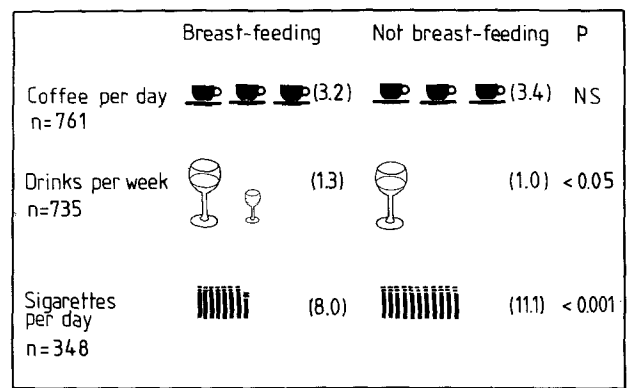 Breast-feeding Not breast-feeding P
Coffee per day (3.2) (3.4) NS
n=761
Drinks per week (1.3) (1.0) <0.05
n=735
Sigarettes (8.0) (11.1) <0.001
per day
n=348